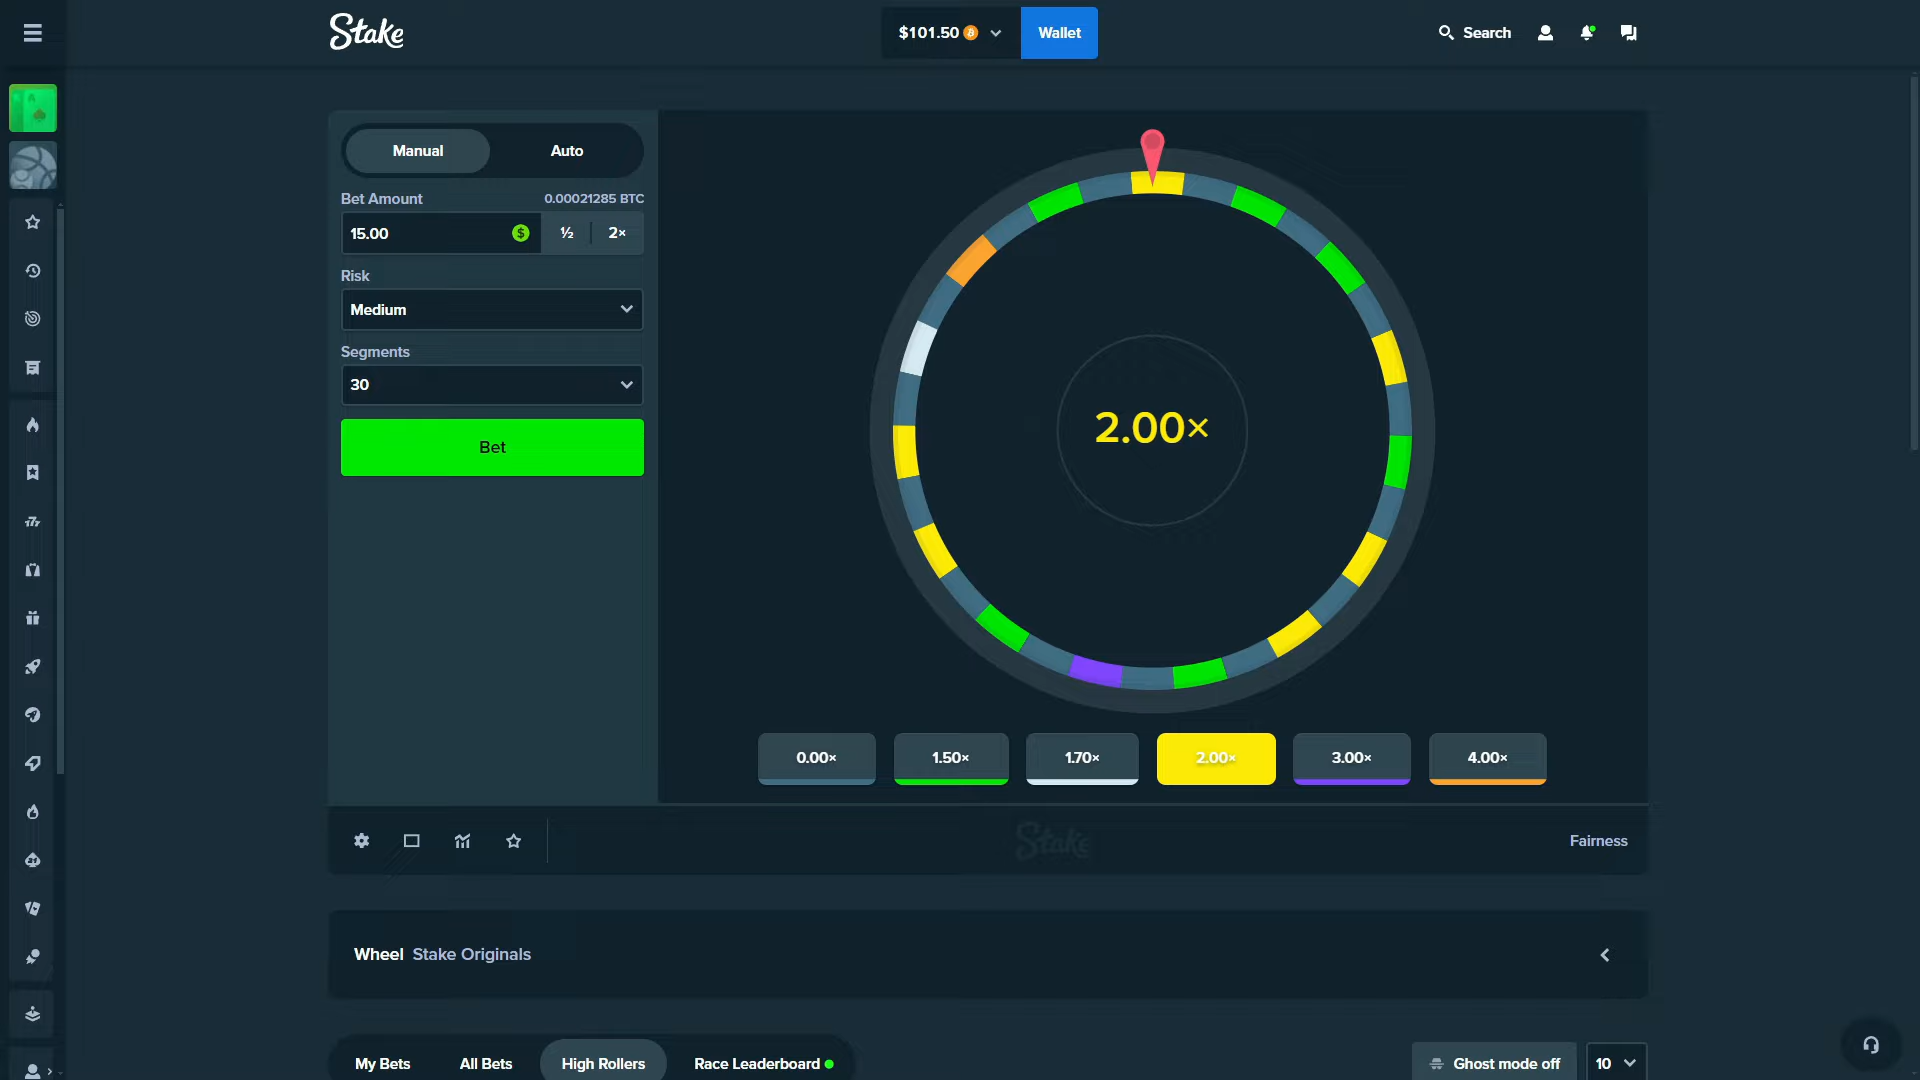 Stake
$101.50
Wallet
Search
Manual
Auto
Bet Amount
0.00021285 BTC
15.00
$
½
2×
Risk
Medium
Segments
30
Bet
2.00×
0.00×
1.50×
1.70×
2.00×
3.00×
4.00×
Stake
Fairness
Wheel Stake Originals
My Bets
All Bets
High Rollers
Race Leaderboard
Ghost mode off
10